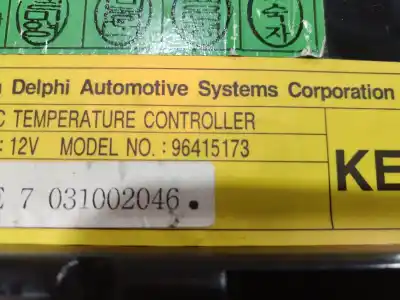 Delphi Automotive Systems Corporation
C TEMPERATURE CONTROLLER
: 12V MODEL NO. : 96415173
KE
E 7 031002046.